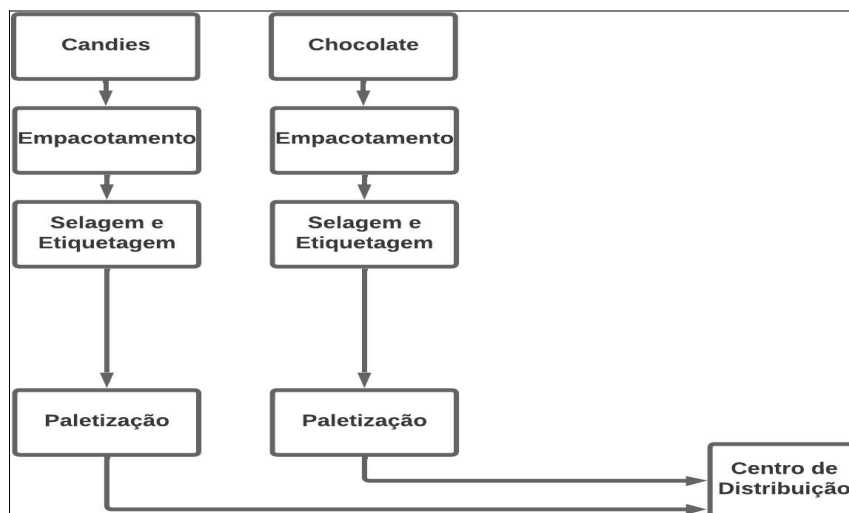 Candies
Chocolate
Empacotamento
Empacotamento
Selagem e
Etiquetagem
Selagem e
Etiquetagem
Paletização
Paletização
Centro de
Distribuição